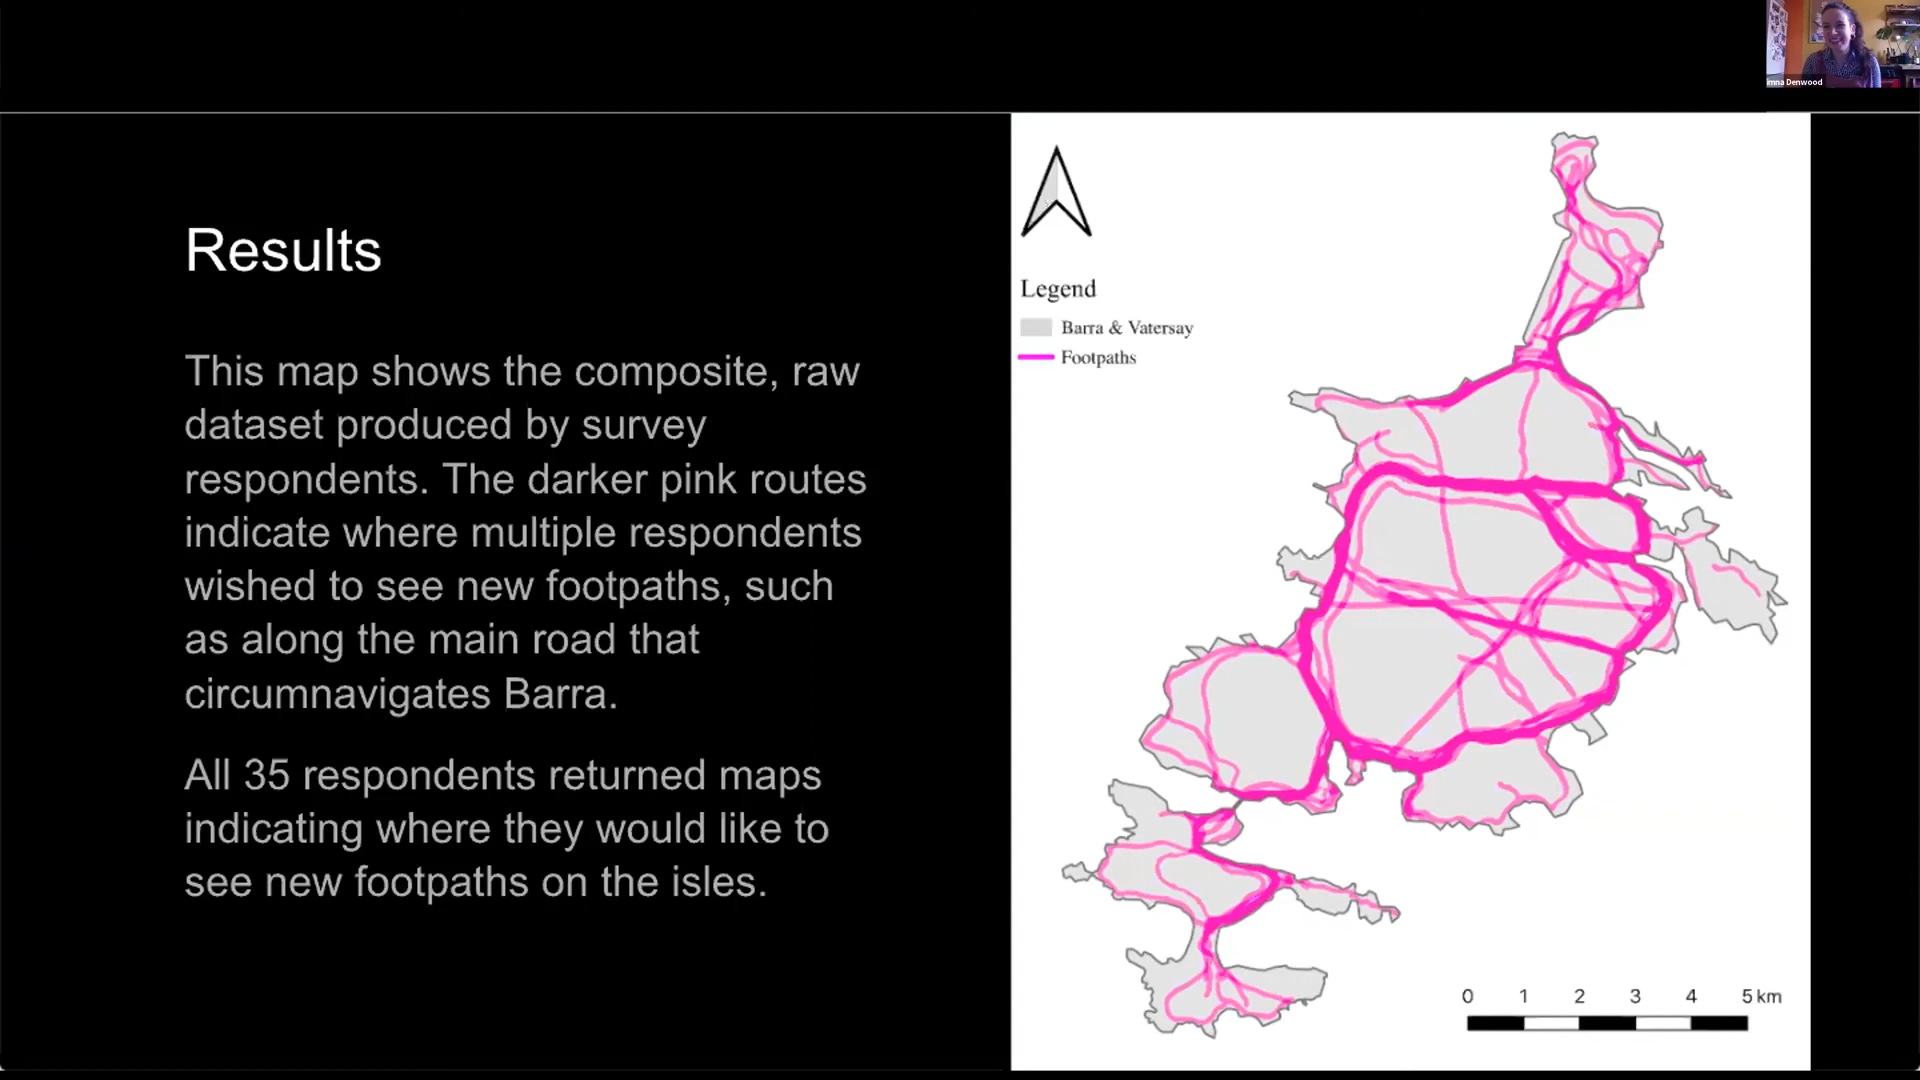 imna Denwood
Results
This map shows the composite, raw
dataset produced by survey
respondents. The darker pink routes
indicate where multiple respondents
wished to see new footpaths, such
as along the main road that
circumnavigates Barra.
All 35 respondents returned maps
indicating where they would like to
see new footpaths on the isles.
Legend
Barra & Vatersay
Footpaths
0 1 2 3 4 5 km